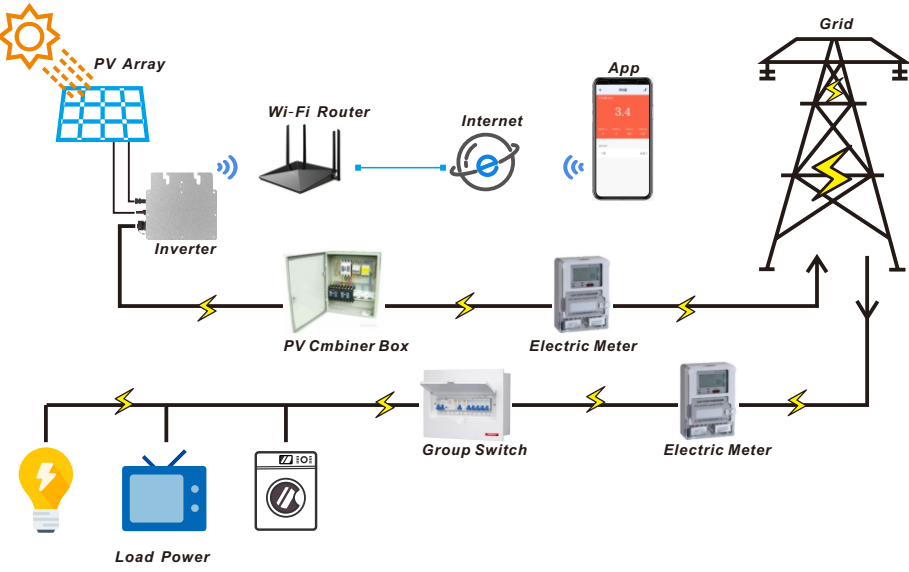 Grid
PV Array
App
Wi-Fi Router
Internet
3.4
Inverter
PV Cmbiner Box
Electric Meter
Group Switch
Electric Meter
Load Power